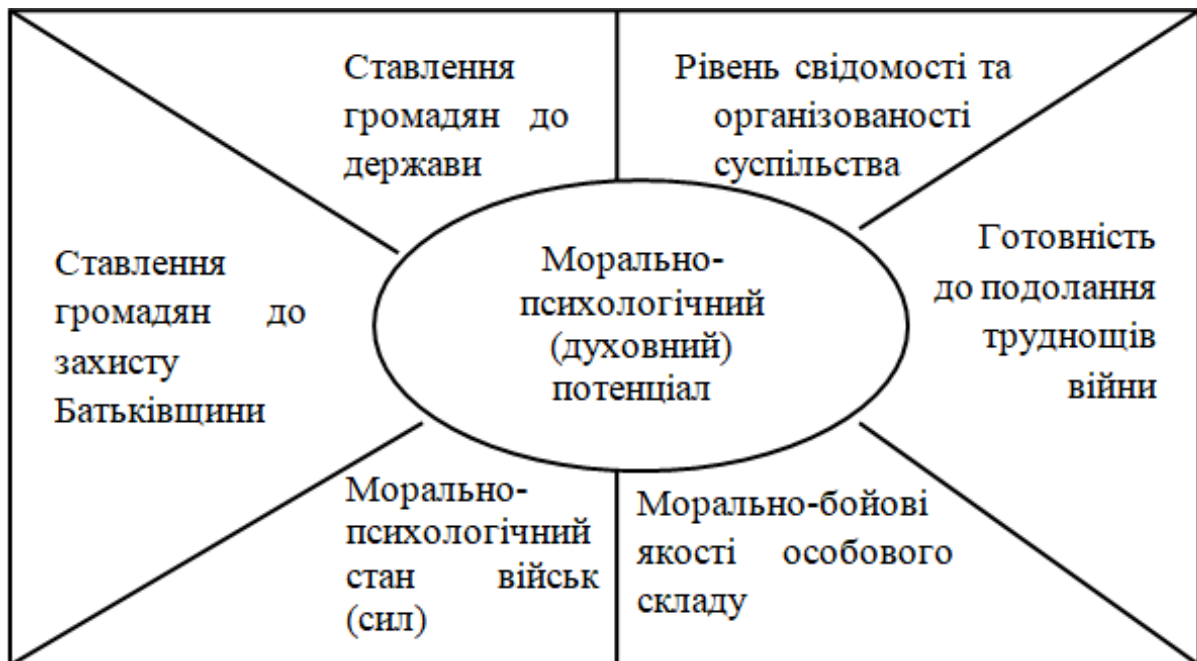 Ставлення
громадян до
держави
Рівень свідомості та
організованості
суспільства
Ставлення
громадян до
захисту
Батьківщини
Морально-
психологічний
(духовний)
потенціал
Готовність
до подолання
труднощів
війни
Морально-
психологічний
стан військ
(сил)
Морально-бойові
якості особового
складу